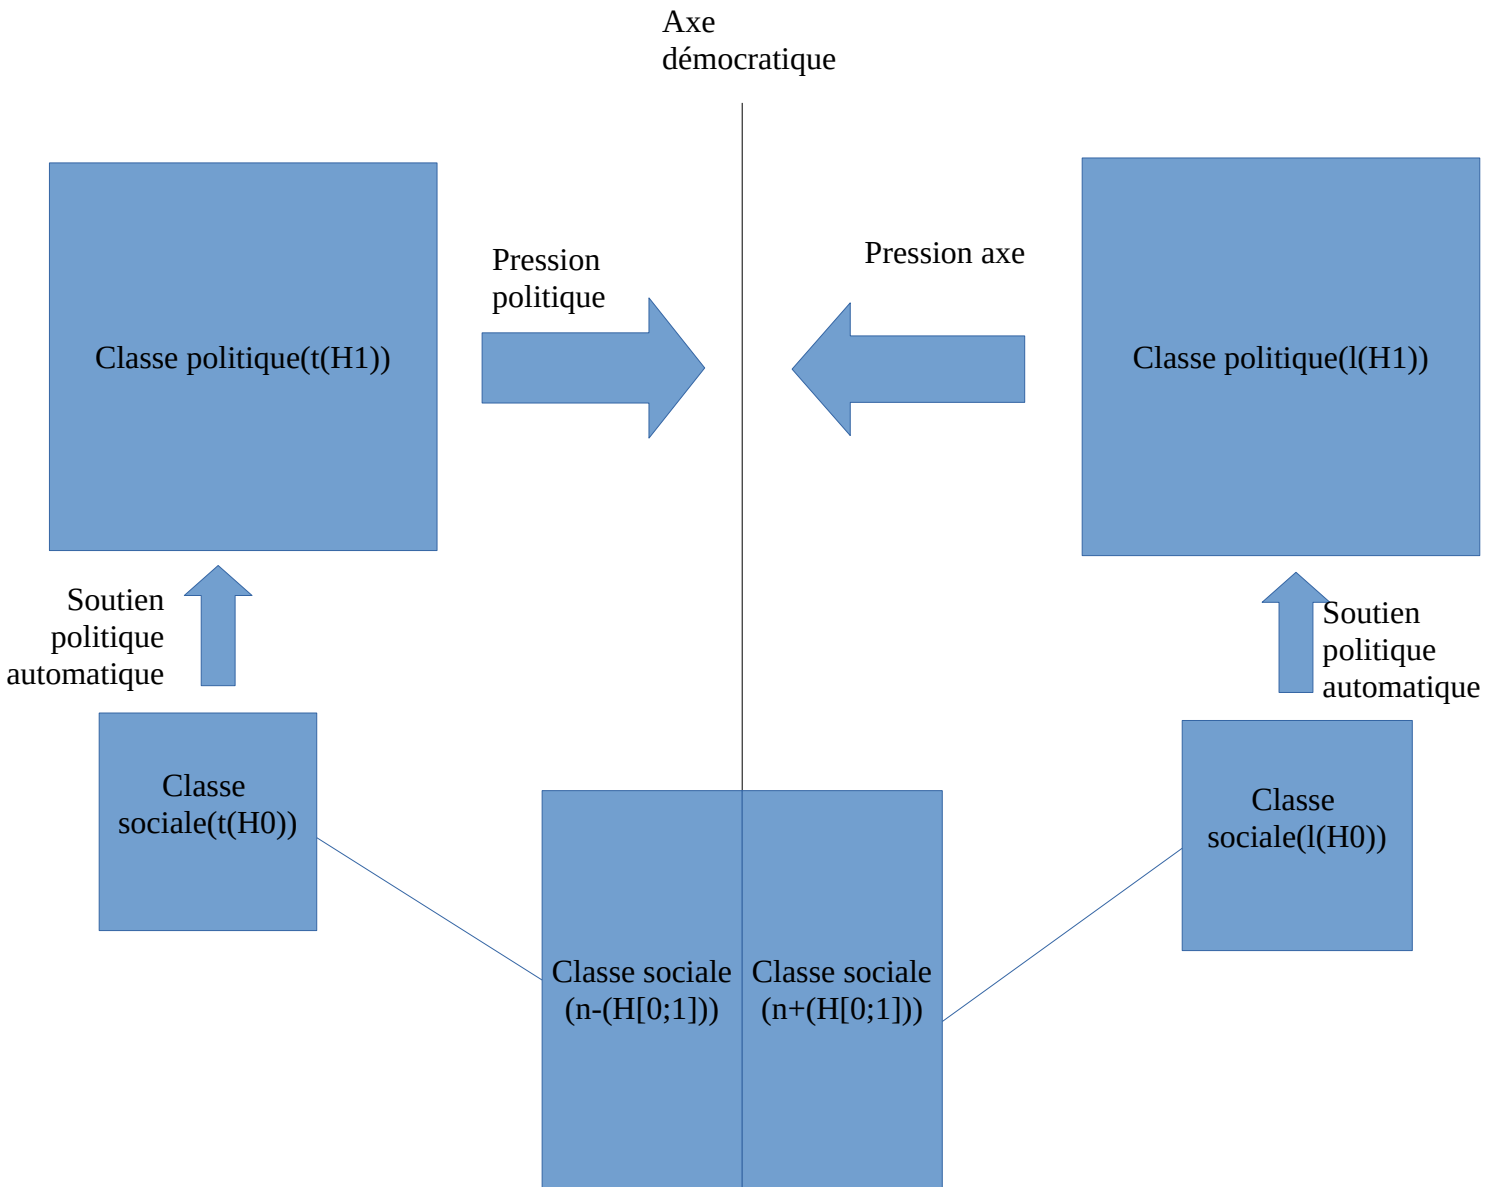 Axe
démocratique
Pression
politique
Pression axe
Classe politique(t(H1))
Classe politique(l(H1))
Soutien
politique
automatique
Soutien
politique
automatique
Classe
sociale(t(H0))
Classe
sociale(l(H0))
Classe sociale
(n-(H[0;1]))
Classe sociale
(n+(H[0;1]))